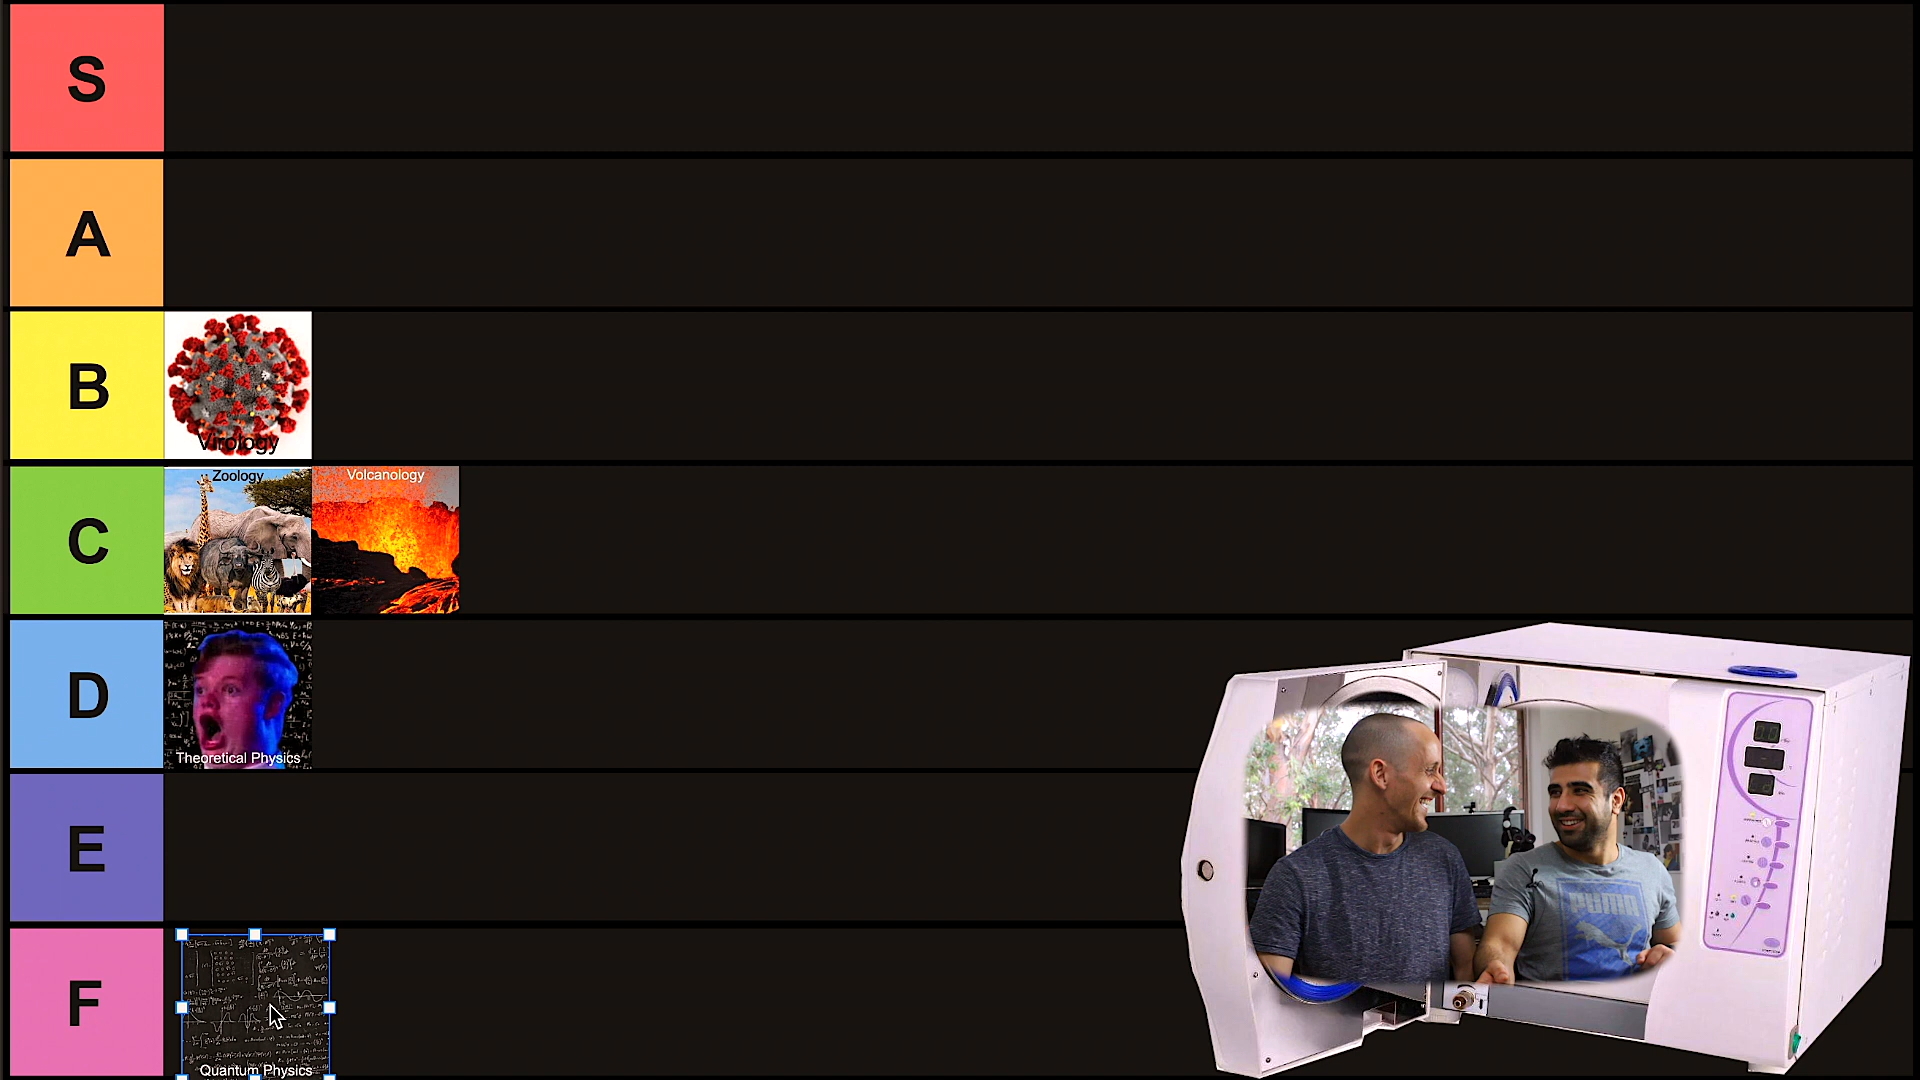 S
A
B
Virology
C
Zoology
Volcanology
D
Theoretical Physics
E
F
Quantum Physics
PUMA